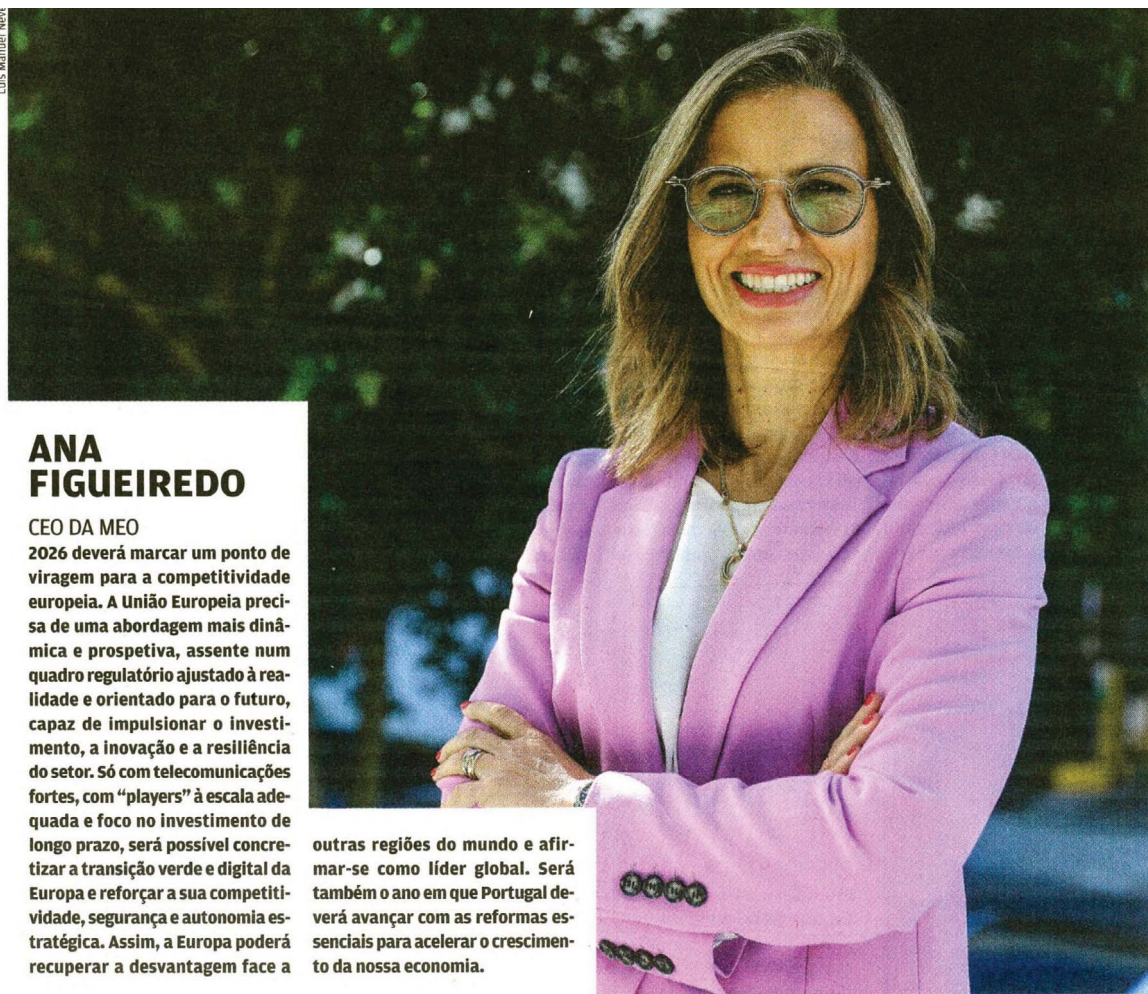 Luís Manuel Neve
ANA
FIGUEIREDO
CEO DA MEO
2026 deverá marcar um ponto de
viragem para a competitividade
europeia. A União Europeia preci-
sa de uma abordagem mais dinâ-
mica e prospetiva, assente num
quadro regulatório ajustado à rea-
lidade e orientado para o futuro,
capaz de impulsionar o investi-
mento, a inovação e a resiliência
do setor. Só com telecomunicações
fortes, com “players” à escala ade-
quada e foco no investimento de
longo prazo, será possível concre-
tizar a transição verde e digital da
Europa e reforçar a sua competiti-
vidade, segurança e autonomia es-
tratégica. Assim, a Europa poderá
recuperar a desvantagem face a
outras regiões do mundo e afir-
mar-se como líder global. Será
também o ano em que Portugal de-
verá avançar com as reformas es-
senciais para acelerar o crescimen-
to da nossa economia.